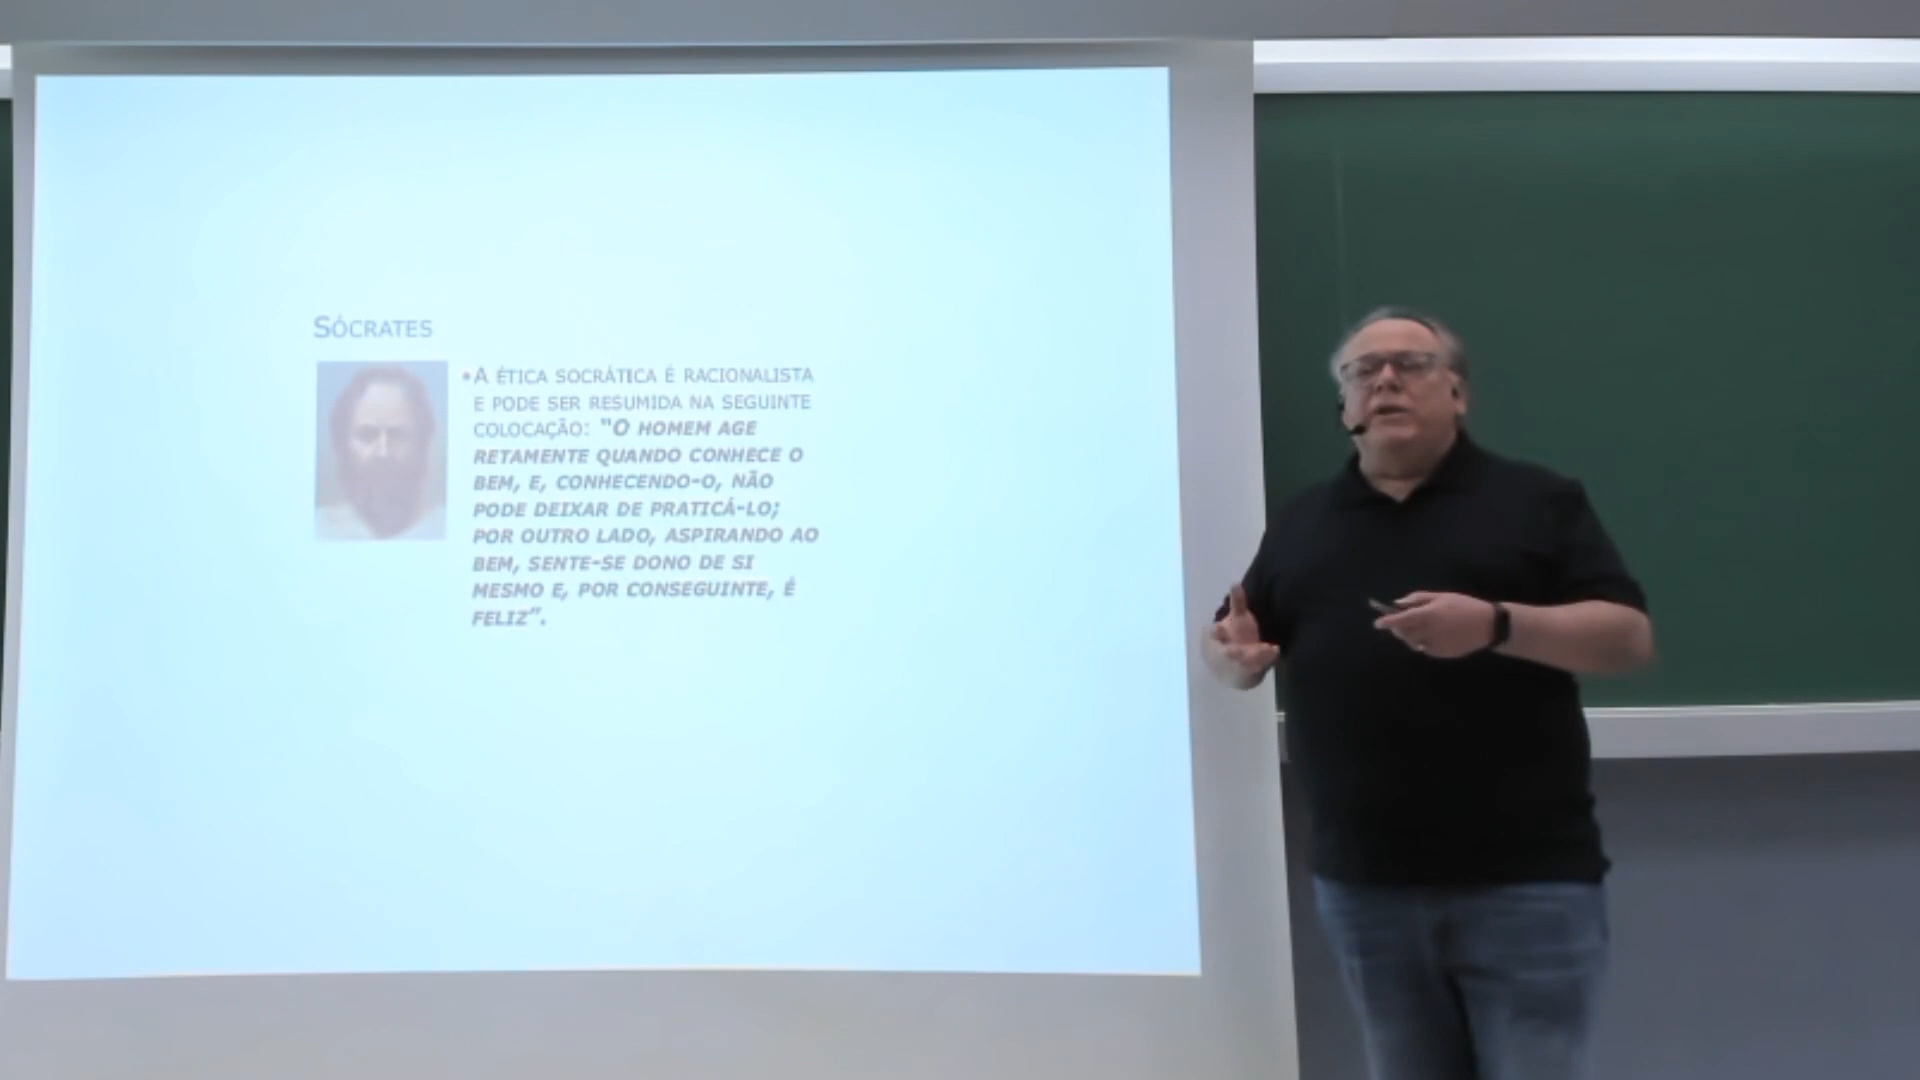 SÓCRATES
•A ÉTICA SOCRÁTICA É RACIONALISTA
E PODE SER RESUMIDA NA SEGUINTE
COLOCAÇÃO: "O HOMEM AGE
RETAMENTE QUANDO CONHECE O
BEM, E, CONHECENDO-O, NÃO
PODE DEIXAR DE PRATICÁ-LO;
POR OUTRO LADO, ASPIRANDO AO
BEM, SENTE-SE DONO DE SI
MESMO E, POR CONSEGUINTE, É
FELIZ".